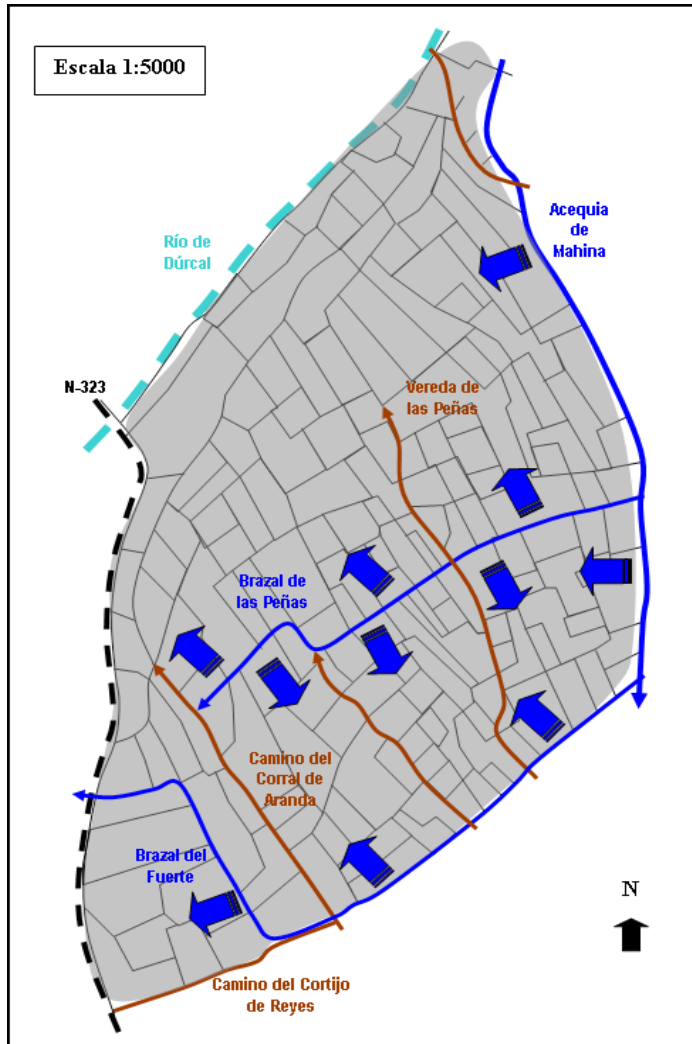 Escala 1:5000
Acequia
de
Mahina
Río de
Dúrcal
N-323
Vereda de
las Peñas
Brazal de
las Peñas
Camino del
Corral de
Aranda
Brazal del
Fuerte
N
Camino del Cortijo
de Reyes